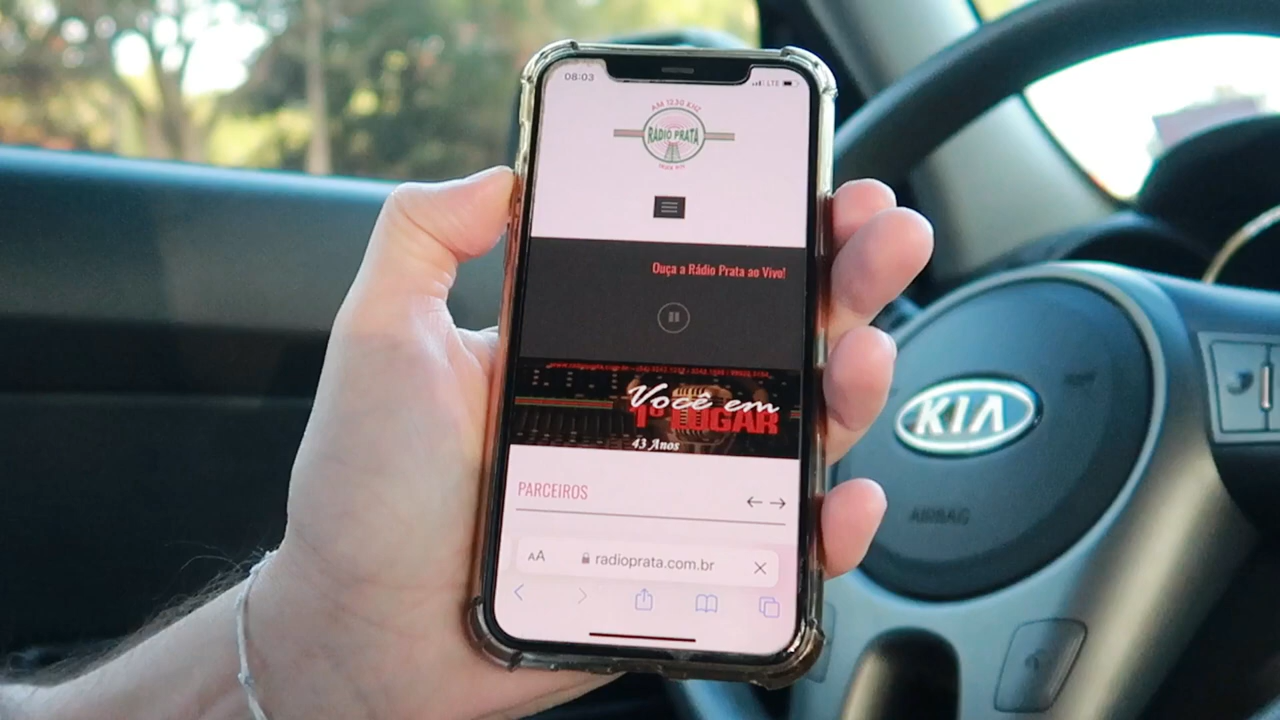 08:03
LTE
AM 1230 KHZ
RÁDIO PRATA
Ouça a Rádio Prata ao Vivo!
Você em
1º LUGAR
43 Anos
PARCEIROS
AA radioprata.com.br
KIA
AIRBAG